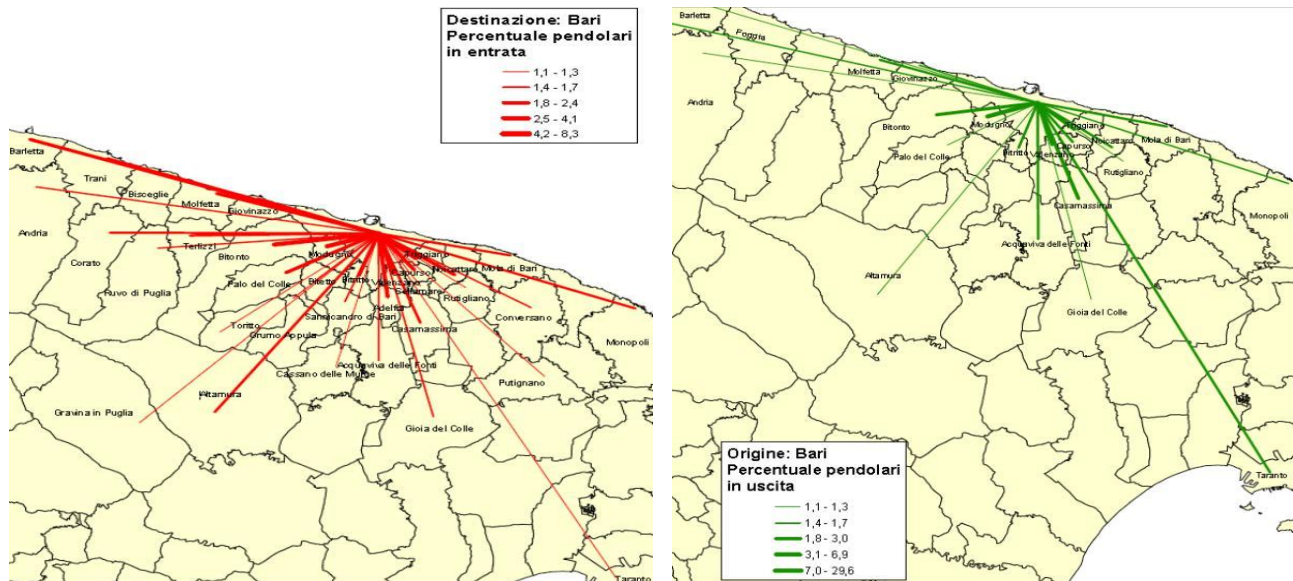 Destinazione: Bari
Percentuale pendolari
in entrata
1,1 - 1,3
1,4 - 1,7
1,8 - 2,4
2,5 - 4,1
4,2 - 8,3
Barletta
Trani
Bisceglie
Molfetta
Giovinazzo
Andria
Corato
Terlizzi
Bitonto
Modugno
Triggiano
Ruvo di Puglia
Palo del Colle
Bitetto
Bitritto
Valenzano
Capurso
Noicattaro
Mola di Bari
Rutigliano
Adelfia
Toritto
Grumo Appula
Sannicandro di Bari
Casamassima
Conversano
Monopoli
Cassano delle Murge
Acquaviva delle Fonti
Putignano
Altamura
Gravina in Puglia
Gioia del Colle
Taranto
Barletta
Foggia
Molfetta
Giovinazzo
Andria
Bitonto
Modugno
Triggiano
Bitritto
Valenzano
Capurso
Noicattaro
Mola di Bari
Palo del Colle
Rutigliano
Casamassima
Monopoli
Acquaviva delle Fonti
Altamura
Gioia del Colle
Taranto
Origine: Bari
Percentuale pendolari
in uscita
1,1 - 1,3
1,4 - 1,7
1,8 - 3,0
3,1 - 6,9
7,0 - 29,6